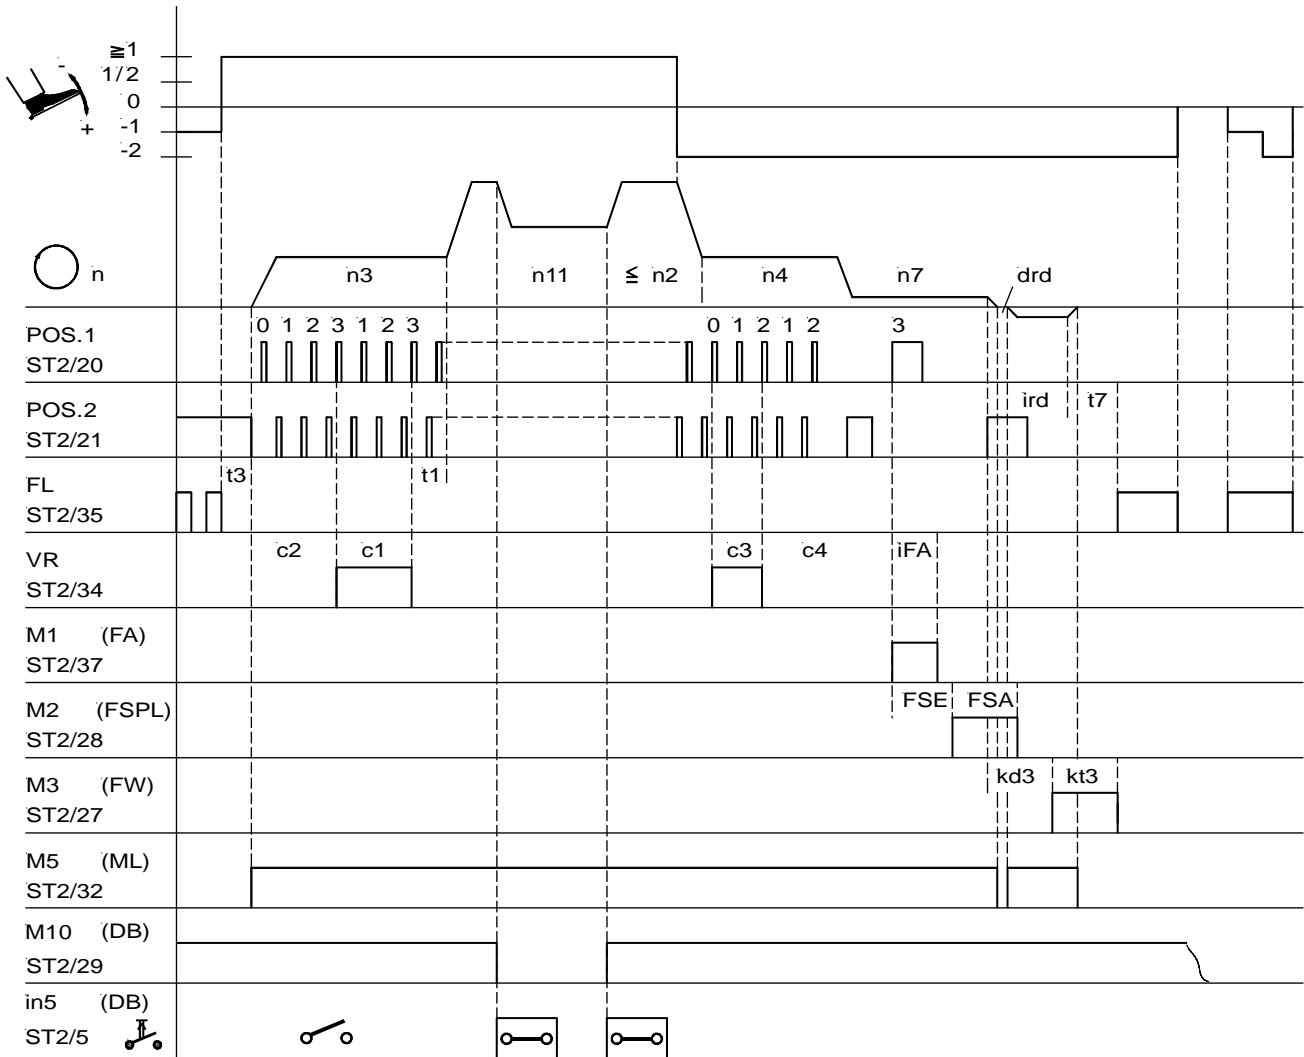 ≧1
-
1/2
0
+ -1
-2
n n3 n11 ≦ n2 n4 n7 drd
POS.1 0 1 2 3 1 2 3 0 1 2 1 2 3
ST2/20
POS.2 ird t7
ST2/21
t3 t1
FL
ST2/35
VR c2 c1 c3 c4 iFA
ST2/34
M1 (FA)
ST2/37
M2 (FSPL) FSE FSA
ST2/28
M3 (FW) kd3 kt3
ST2/27
M5 (ML)
ST2/32
M10 (DB)
ST2/29
in5 (DB)
ST2/5